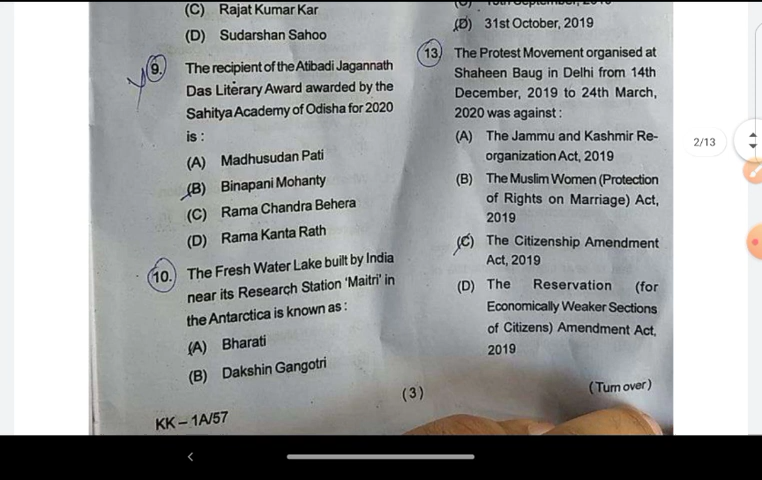 (C) Rajat Kumar Kar
(D) Sudarshan Sahoo
9. The recipient of the Atibadi Jagannath
Das Literary Award awarded by the
Sahitya Academy of Odisha for 2020
is :
(A) Madhusudan Pati
(B) Binapani Mohanty
(C) Rama Chandra Behera
(D) Rama Kanta Rath
10. The Fresh Water Lake built by India
near its Research Station 'Maitri' in
the Antarctica is known as :
(A) Bharati
(B) Dakshin Gangotri
(D) 31st October, 2019
13. The Protest Movement organised at
Shaheen Baug in Delhi from 14th
December, 2019 to 24th March,
2020 was against :
(A) The Jammu and Kashmir Re-
organization Act, 2019
(B) The Muslim Women (Protection
of Rights on Marriage) Act,
2019
(C) The Citizenship Amendment
Act, 2019
(D) The Reservation (for
Economically Weaker Sections
of Citizens) Amendment Act,
2019
KK – 1A/57
(3)
(Turn over)
2/13